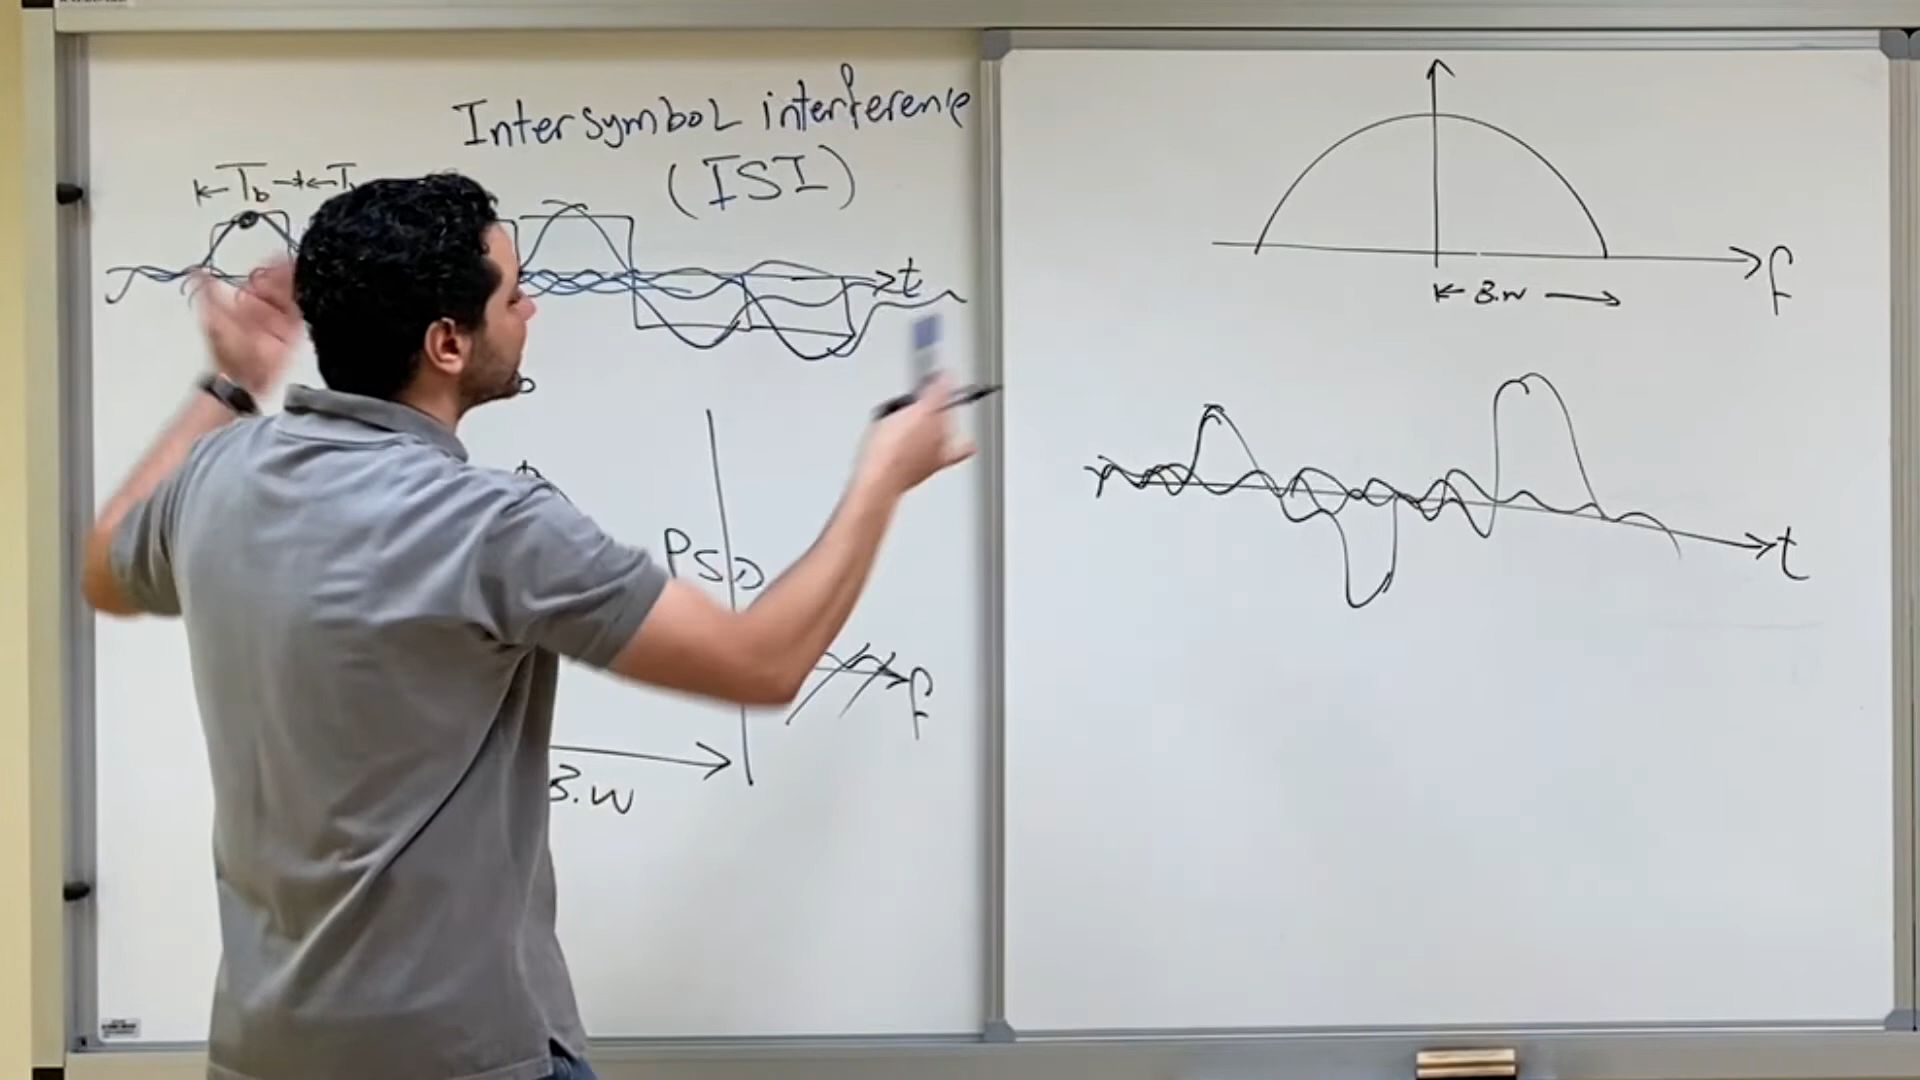 Intersymbol interference
(ISI)
Tb
t
PSD
f
B.W
f
B.W
t